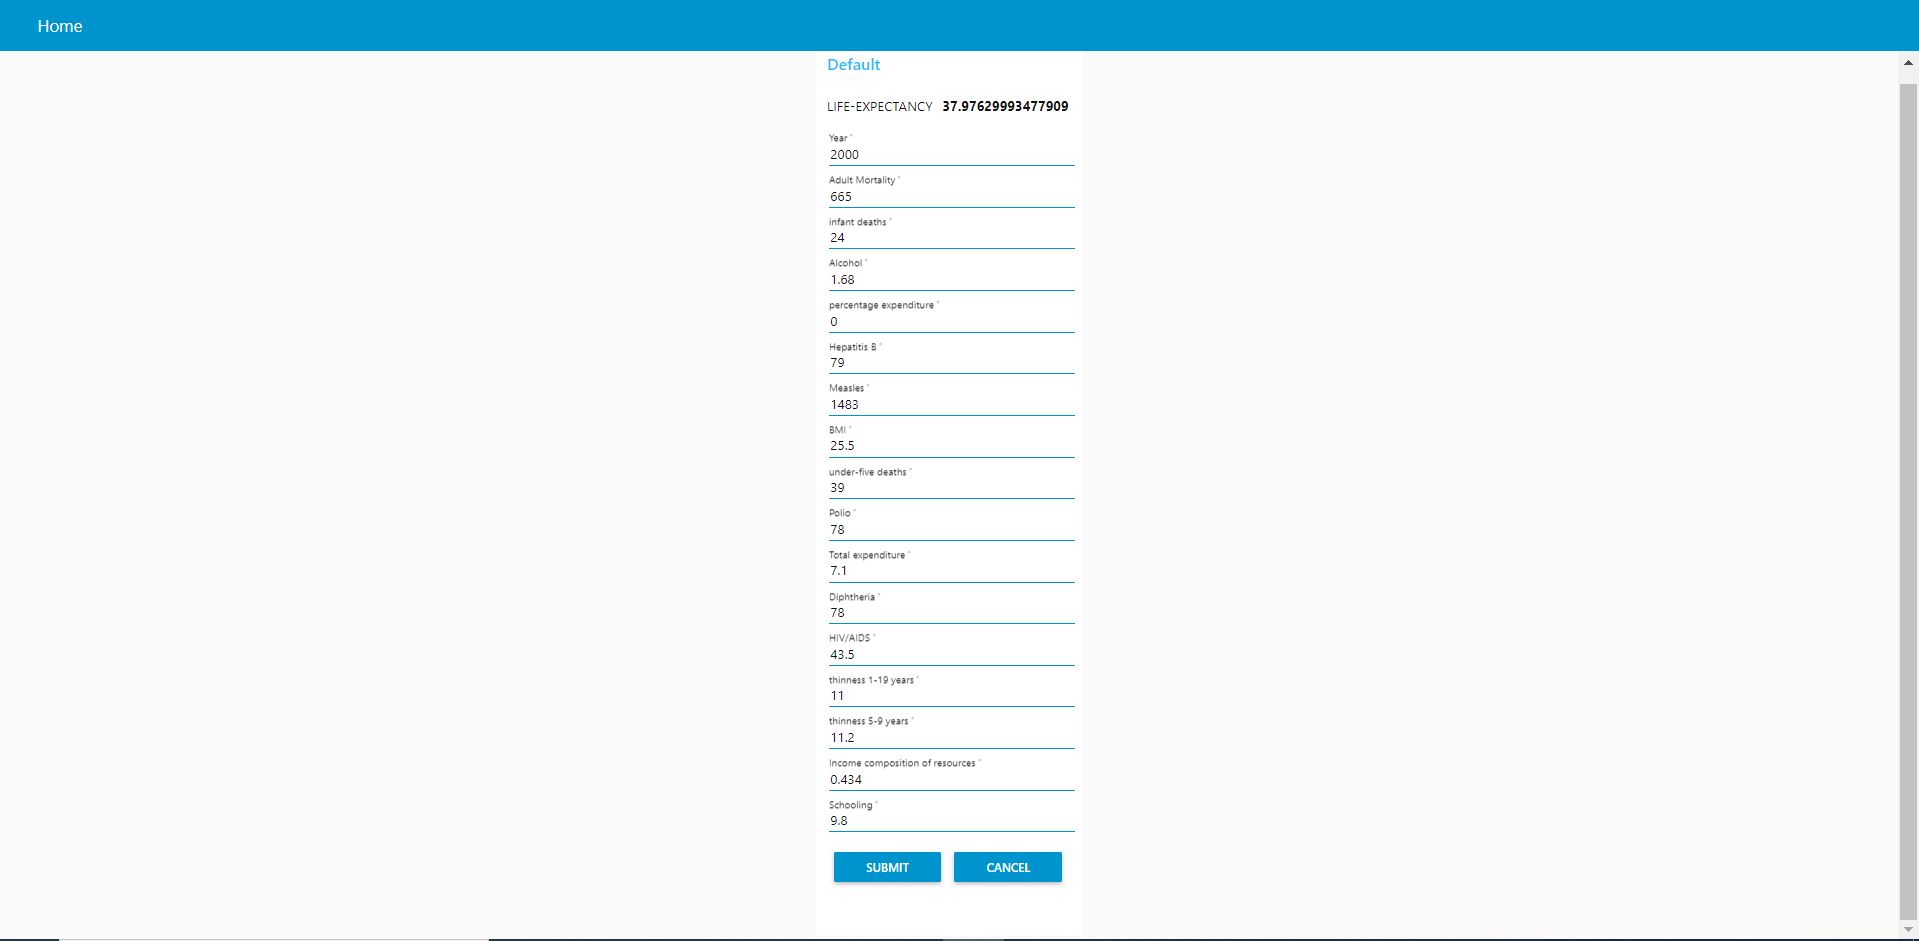 Home
Default
LIFE-EXPECTANCY 37.97629993477909
Year *
2000
Adult Mortality *
665
infant deaths *
24
Alcohol *
1.68
percentage expenditure *
0
Hepatitis B *
79
Measles *
1483
BMI *
25.5
under-five deaths *
39
Polio *
78
Total expenditure *
7.1
Diphtheria *
78
HIV/AIDS *
43.5
thinness 1-19 years *
11
thinness 5-9 years *
11.2
Income composition of resources *
0.434
Schooling *
9.8
SUBMIT CANCEL